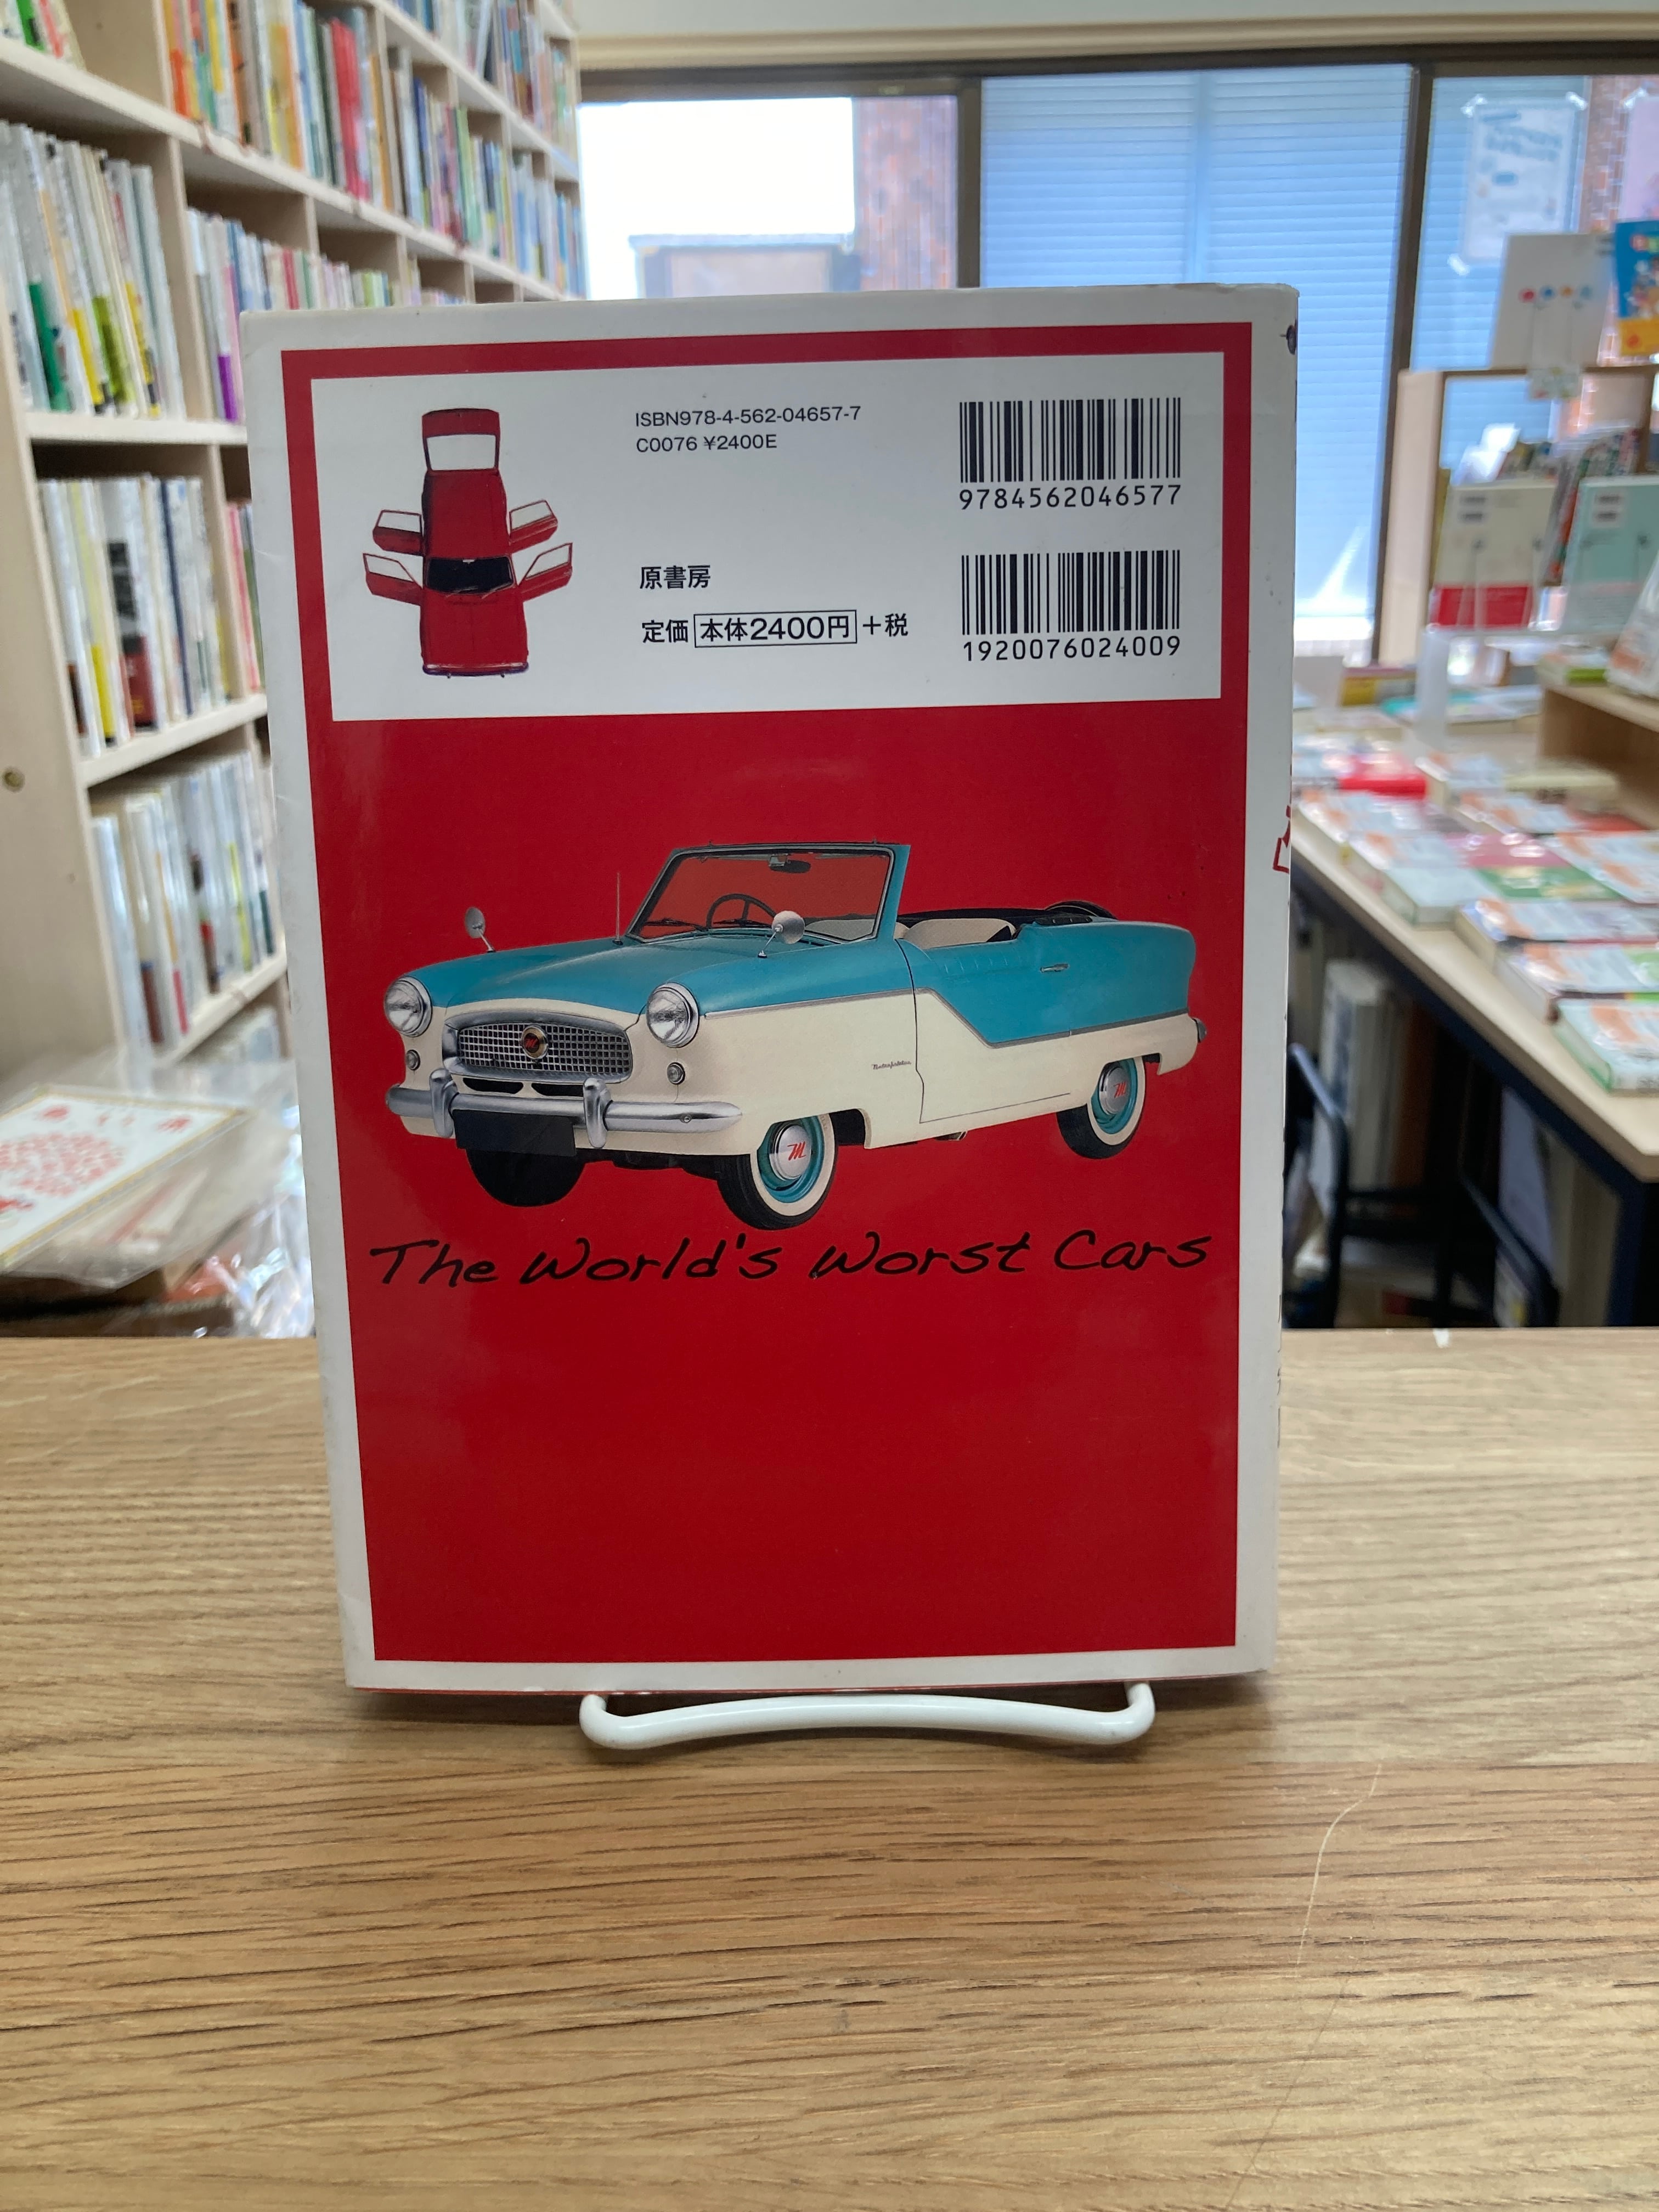 ISBN978-4-562-04657-7
C0076 ¥2400E
9784562046577
原書房
定価 本体2400円 +税
1920076024009
The World's Worst Cars